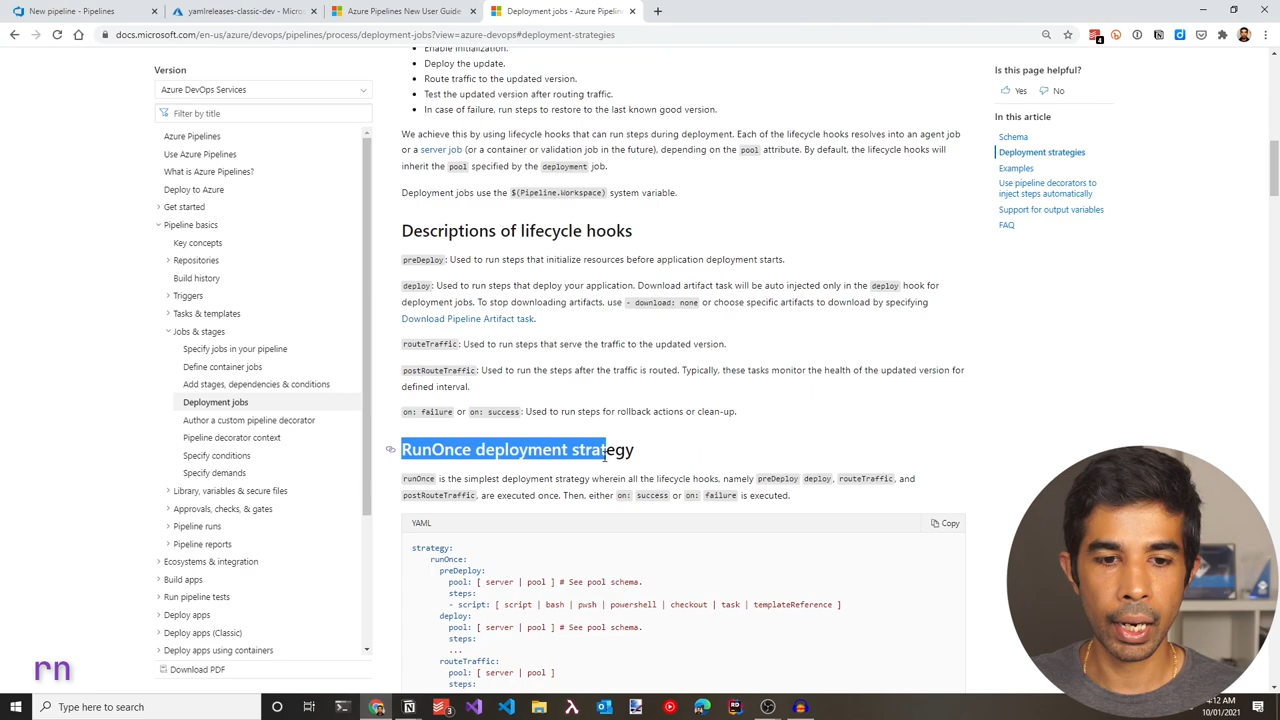 New pipeline - Pipelines
yamlreleases-classic-dev - Micros
Azure DevOps New YAML Guide
Deployment jobs - Azure Pipelines
docs.microsoft.com/en-us/azure/devops/pipelines/process/deployment-jobs?view=azure-devops#deployment-strategies
4
Version
Azure DevOps Services
Filter by title
Azure Pipelines
Use Azure Pipelines
What is Azure Pipelines?
Deploy to Azure
Get started
Pipeline basics
Key concepts
Repositories
Build history
Triggers
Tasks & templates
Jobs & stages
Specify jobs in your pipeline
Define container jobs
Add stages, dependencies & conditions
Deployment jobs
Author a custom pipeline decorator
Pipeline decorator context
Specify conditions
Specify demands
Library, variables & secure files
Approvals, checks, & gates
Pipeline runs
Pipeline reports
Ecosystems & integration
Build apps
Run pipeline tests
Deploy apps
Deploy apps (Classic)
Deploy apps using containers
Download PDF
Enable initialization.
Deploy the update.
Route traffic to the updated version.
Test the updated version after routing traffic.
In case of failure, run steps to restore to the last known good version.
We achieve this by using lifecycle hooks that can run steps during deployment. Each of the lifecycle hooks resolves into an agent job
or a server job (or a container or validation job in the future), depending on the pool attribute. By default, the lifecycle hooks will
inherit the pool specified by the deployment job.
Deployment jobs use the $(Pipeline.Workspace) system variable.
Descriptions of lifecycle hooks
preDeploy: Used to run steps that initialize resources before application deployment starts.
deploy: Used to run steps that deploy your application. Download artifact task will be auto injected only in the deploy hook for
deployment jobs. To stop downloading artifacts, use - download: none or choose specific artifacts to download by specifying
Download Pipeline Artifact task.
routeTraffic: Used to run steps that serve the traffic to the updated version.
postRouteTraffic: Used to run the steps after the traffic is routed. Typically, these tasks monitor the health of the updated version for
defined interval.
on: failure or on: success: Used to run steps for rollback actions or clean-up.
RunOnce deployment strategy
runOnce is the simplest deployment strategy wherein all the lifecycle hooks, namely preDeploy deploy, routeTraffic, and
postRouteTraffic, are executed once. Then, either on: success or on: failure is executed.
YAML
Copy
strategy:
runOnce:
preDeploy:
pool: [ server | pool ] # See pool schema.
steps:
- script: [ script | bash | pwsh | powershell | checkout | task | templateReference ]
deploy:
pool: [ server | pool ] # See pool schema.
steps:
...
routeTraffic:
pool: [ server | pool ]
steps:
Is this page helpful?
Yes
No
In this article
Schema
Deployment strategies
Examples
Use pipeline decorators to
inject steps automatically
Support for output variables
FAQ
rn
Type here to search
3
4:12 AM
10/01/2021